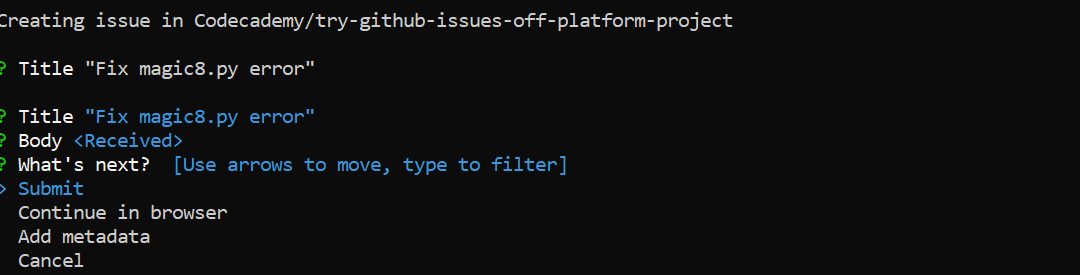 Creating issue in Codecademy/try-github-issues-off-platform-project
? Title "Fix magic8.py error"
? Title "Fix magic8.py error"
? Body <Received>
? What's next?  [Use arrows to move, type to filter]
> Submit
Continue in browser
Add metadata
Cancel